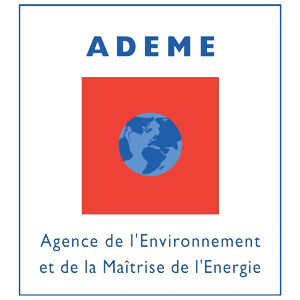 ADEME
Agence de l'Environnement
et de la Maîtrise de l'Energie